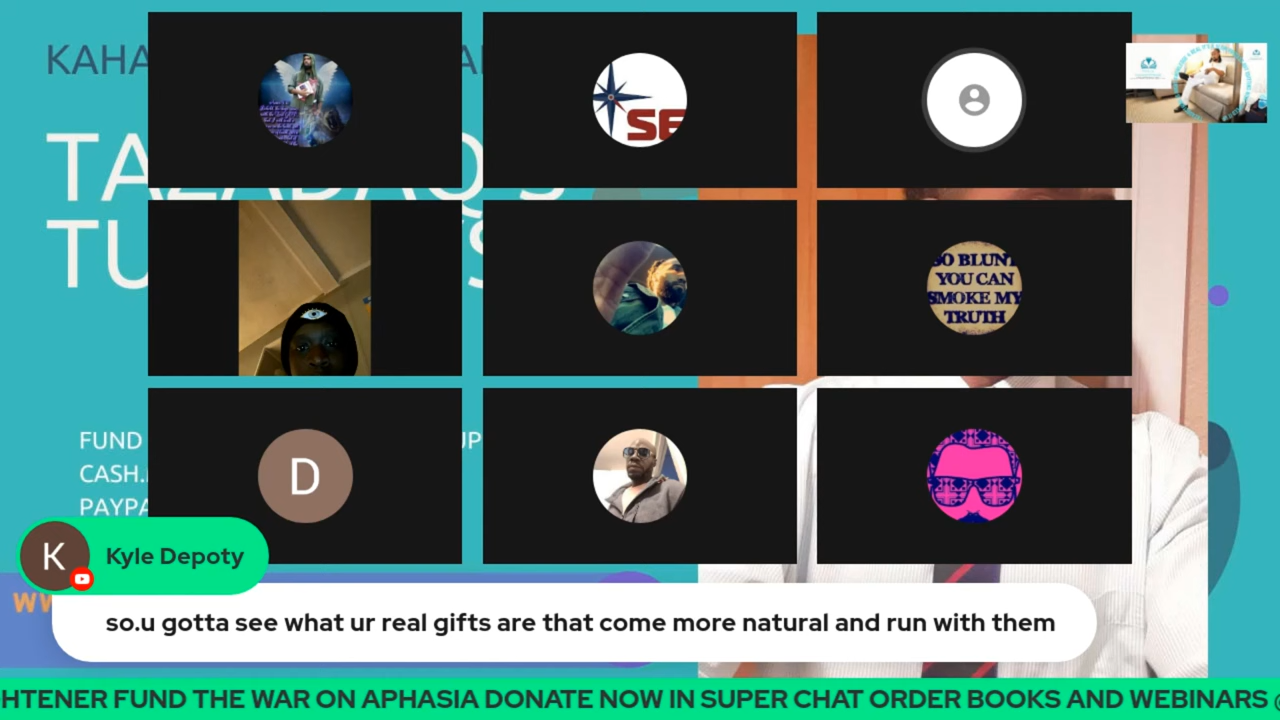 KAHA
TA
TU
SE
SO BLUNT
YOU CAN
SMOKE MY
TRUTH
D
FUND
UP
CASH.
PAYPA
K
Kyle Depoty
WW
so.u gotta see what ur real gifts are that come more natural and run with them
HTENER FUND THE WAR ON APHASIA DONATE NOW IN SUPER CHAT ORDER BOOKS AND WEBINARS